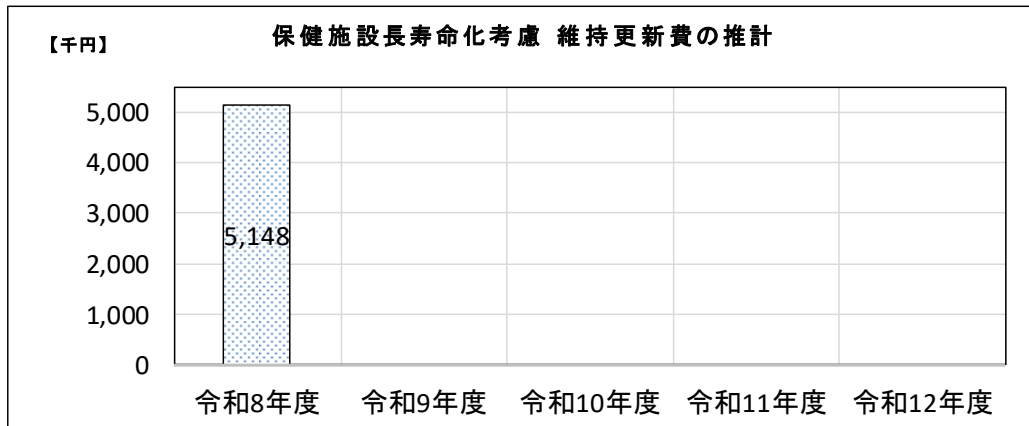 保健施設長寿命化考慮 維持更新費の推計
【千円】
5,000
4,000
3,000
2,000
1,000
0
5,148
令和8年度 令和9年度 令和10年度 令和11年度 令和12年度